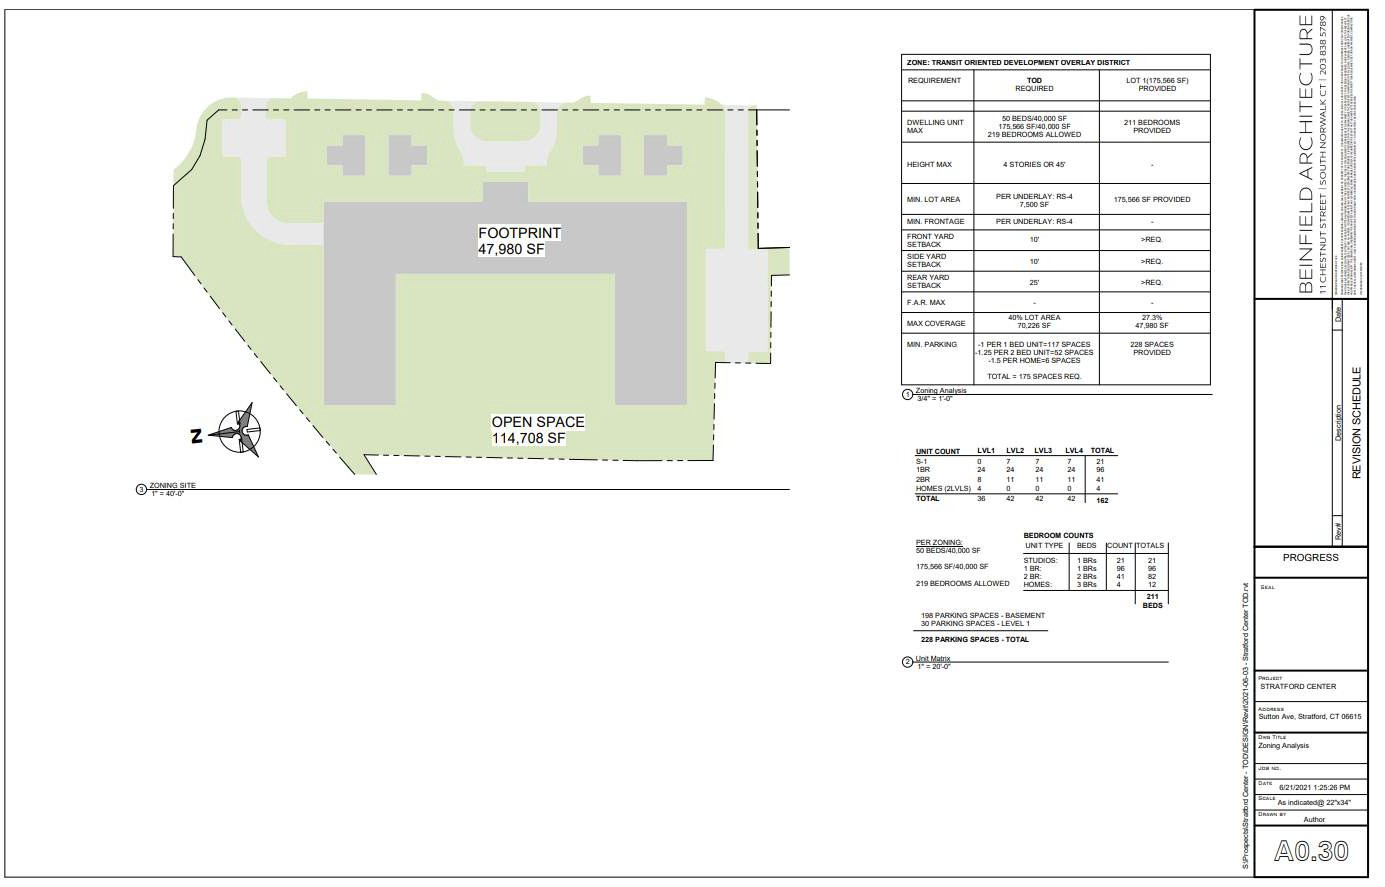 FOOTPRINT
47,980 SF
OPEN SPACE
114,708 SF
Z
3 ZONING SITE
1" = 40'-0"
ZONE: TRANSIT ORIENTED DEVELOPMENT OVERLAY DISTRICT
REQUIREMENT TOD REQUIRED LOT 1(175,566 SF) PROVIDED
DWELLING UNIT MAX 50 BEDS/40,000 SF 175,566 SF/40,000 SF 219 BEDROOMS ALLOWED 211 BEDROOMS PROVIDED
HEIGHT MAX 4 STORIES OR 45' -
MIN. LOT AREA PER UNDERLAY: RS-4 7,500 SF 175,566 SF PROVIDED
MIN. FRONTAGE PER UNDERLAY: RS-4 -
FRONT YARD SETBACK 10' >REQ.
SIDE YARD SETBACK 10' >REQ.
REAR YARD SETBACK 25' >REQ.
F.A.R. MAX - -
MAX COVERAGE 40% LOT AREA 70,226 SF 27.3% 47,980 SF
MIN. PARKING -1 PER 1 BED UNIT=117 SPACES -1.25 PER 2 BED UNIT=52 SPACES -1.5 PER HOME=6 SPACES TOTAL = 175 SPACES REQ. 228 SPACES PROVIDED
1 Zoning Analysis
3/4" = 1'-0"
UNIT COUNT LVL1 LVL2 LVL3 LVL4 TOTAL
S-1 0 7 7 7 21
1BR 24 24 24 24 96
2BR 8 11 11 11 41
HOMES (2LVLS) 4 0 0 0 4
TOTAL 36 42 42 42 162
PER ZONING:
50 BEDS/40,000 SF
175,566 SF/40,000 SF
219 BEDROOMS ALLOWED
BEDROOM COUNTS
UNIT TYPE BEDS COUNT TOTALS
STUDIOS: 1 BRs 21 21
1 BR: 1 BRs 96 96
2 BR: 2 BRs 41 82
HOMES: 3 BRs 4 12
211
BEDS
198 PARKING SPACES - BASEMENT
30 PARKING SPACES - LEVEL 1
228 PARKING SPACES - TOTAL
2 Unit Matrix
1" = 20'-0"
S:\Prospects\Stratford Center - TOD\DESIGN\Revit\2021-06-03 - Stratford Center TOD.rvt
BEINFIELD ARCHITECTURE
11 CHESTNUT STREET | SOUTH NORWALK CT | 203 838 5789
Rev.# Description Date
REVISION SCHEDULE
PROGRESS
SEAL
PROJECT
STRATFORD CENTER
ADDRESS
Sutton Ave, Stratford, CT 06615
DWG TITLE
Zoning Analysis
JOB NO.
DATE 6/21/2021 1:25:26 PM
SCALE As indicated@ 22"x34"
DRAWN BY Author
A0.30